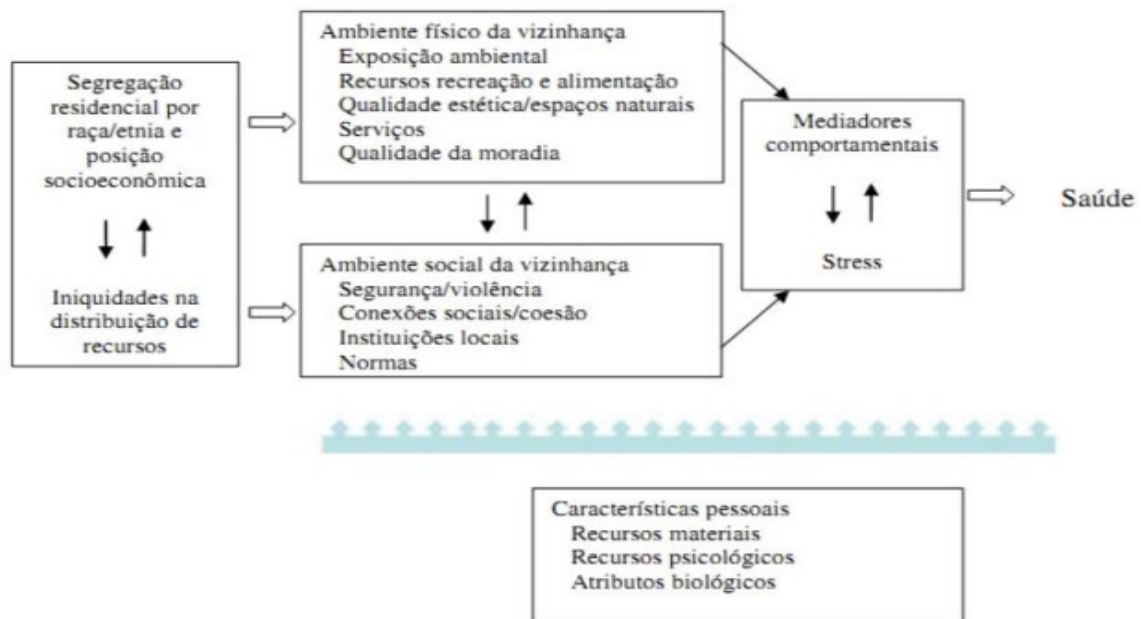 Segregação
residencial por
raça/etnia e
posição
socioeconômica
Iniquidades na
distribuição de
recursos
Ambiente físico da vizinhança
Exposição ambiental
Recursos recreação e alimentação
Qualidade estética/espaços naturais
Serviços
Qualidade da moradia
Ambiente social da vizinhança
Segurança/violência
Conexões sociais/coesão
Instituições locais
Normas
Mediadores
comportamentais
Stress
Saúde
Características pessoais
Recursos materiais
Recursos psicológicos
Atributos biológicos